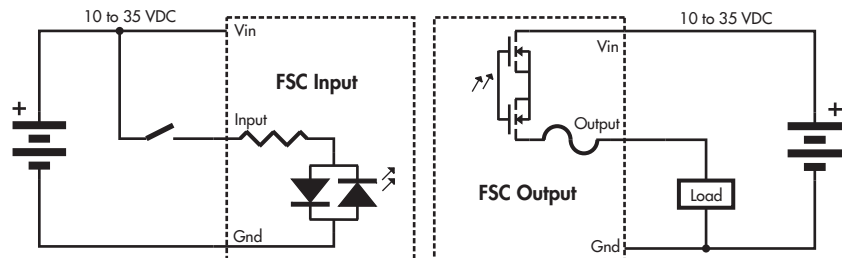 10 to 35 VDC
Vin
FSC Input
+
Input
Gnd
10 to 35 VDC
Vin
Output
+
FSC Output
Load
Gnd